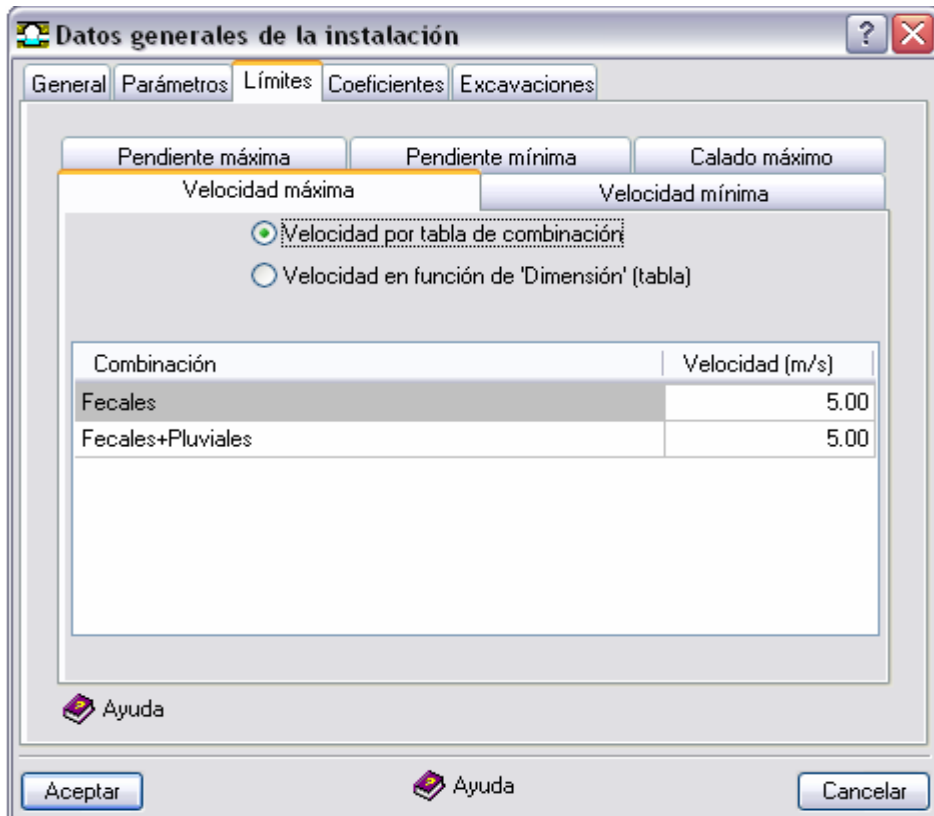 Datos generales de la instalación
General Parámetros Límites Coeficientes Excavaciones
Pendiente máxima Pendiente mínima Calado máximo
Velocidad máxima Velocidad mínima
Velocidad por tabla de combinación
Velocidad en función de 'Dimensión' (tabla)
Combinación Velocidad (m/s)
Fecales 5.00
Fecales+Pluviales 5.00
Ayuda
Aceptar Ayuda Cancelar